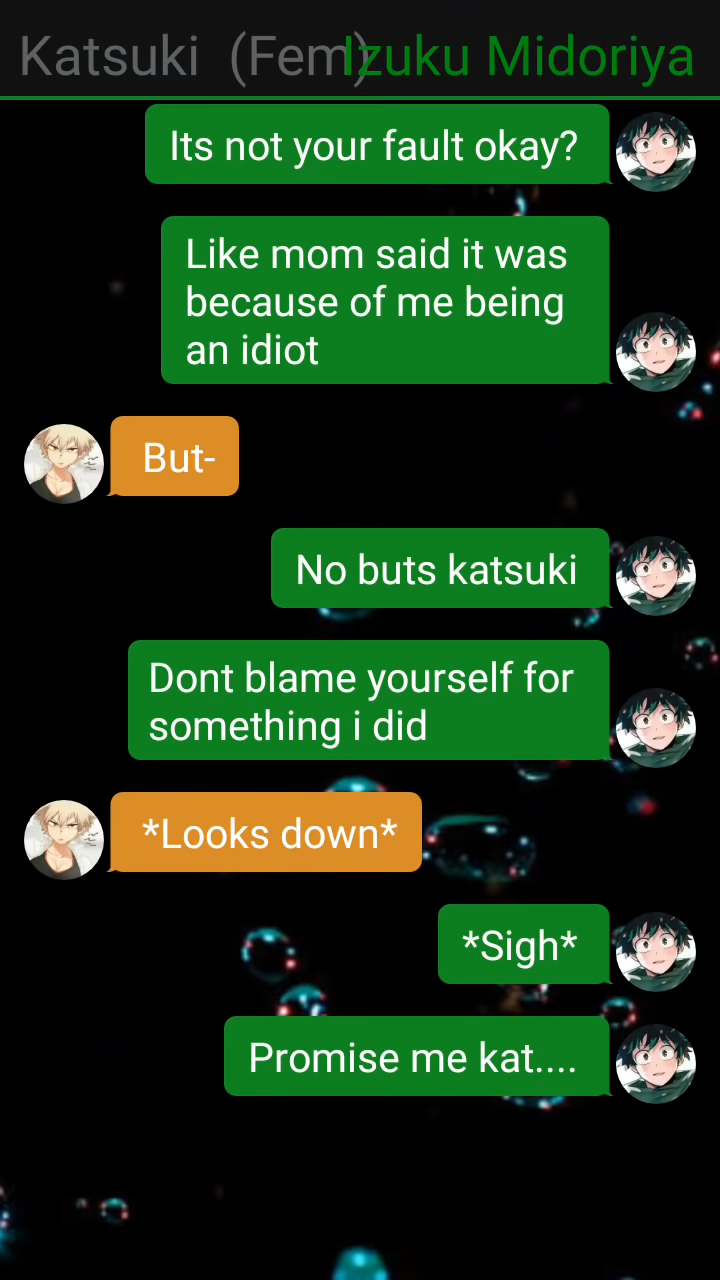 Katsuki (Fem) Izuku Midoriya
Its not your fault okay?
Like mom said it was
because of me being
an idiot
But-
No buts katsuki
Dont blame yourself for
something i did
*Looks down*
*Sigh*
Promise me kat....